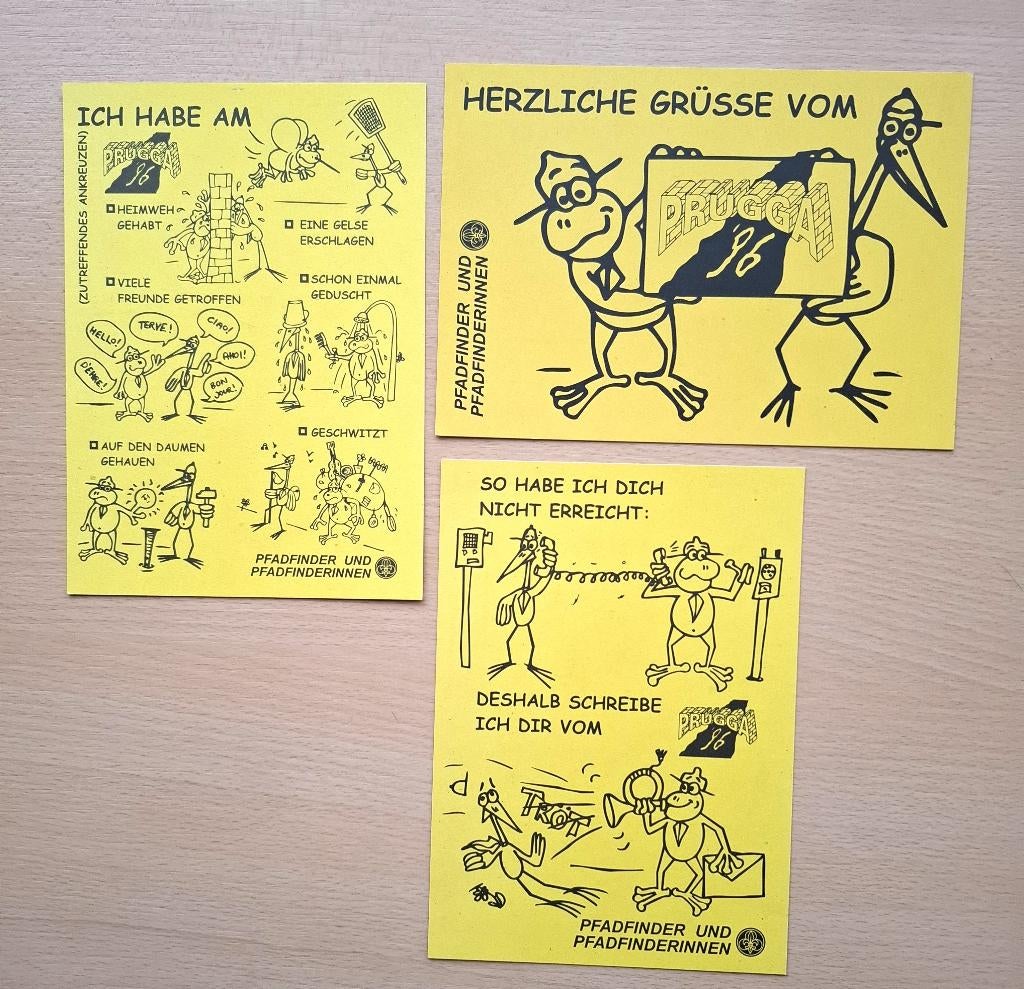 ICH HABE AM
(ZUTREFFENDES ANKREUZEN)
PRUGGA
96
HEIMWEH
GEHABT
EINE GELSE
ERSCHLAGEN
VIELE
FREUNDE GETROFFEN
SCHON EINMAL
GEDUSCHT
HELLO!
TERVE!
CIAO!
AHOI!
BON
JOUR!
AUF DEN DAUMEN
GEHAUEN
GESCHWITZT
PFADFINDER UND
PFADFINDERINNEN
HERZLICHE GRÜSSE VOM
PRUGGA
96
PFADFINDER UND
PFADFINDERINNEN
SO HABE ICH DICH
NICHT ERREICHT:
DESHALB SCHREIBE
ICH DIR VOM
PRUGGA
96
PFADFINDER UND
PFADFINDERINNEN